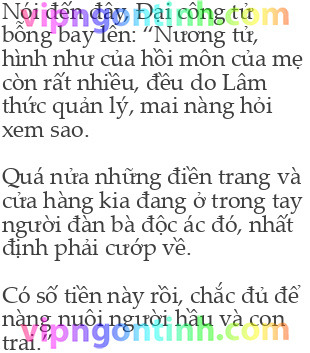 Nói đến đây, Đại công tử
bỗng bay lên: “Nương tử,
hình như của hồi môn của mẹ
còn rất nhiều, đều do Lâm
thức quản lý, mai nàng hỏi
xem sao.
Quá nửa những điền trang và
cửa hàng kia đang ở trong tay
người đàn bà độc ác đó, nhất
định phải cướp về.
Có số tiền này rồi, chắc đủ để
nàng nuôi người hầu và con
trai.”
vipngontinh.com
vipngontinh.com